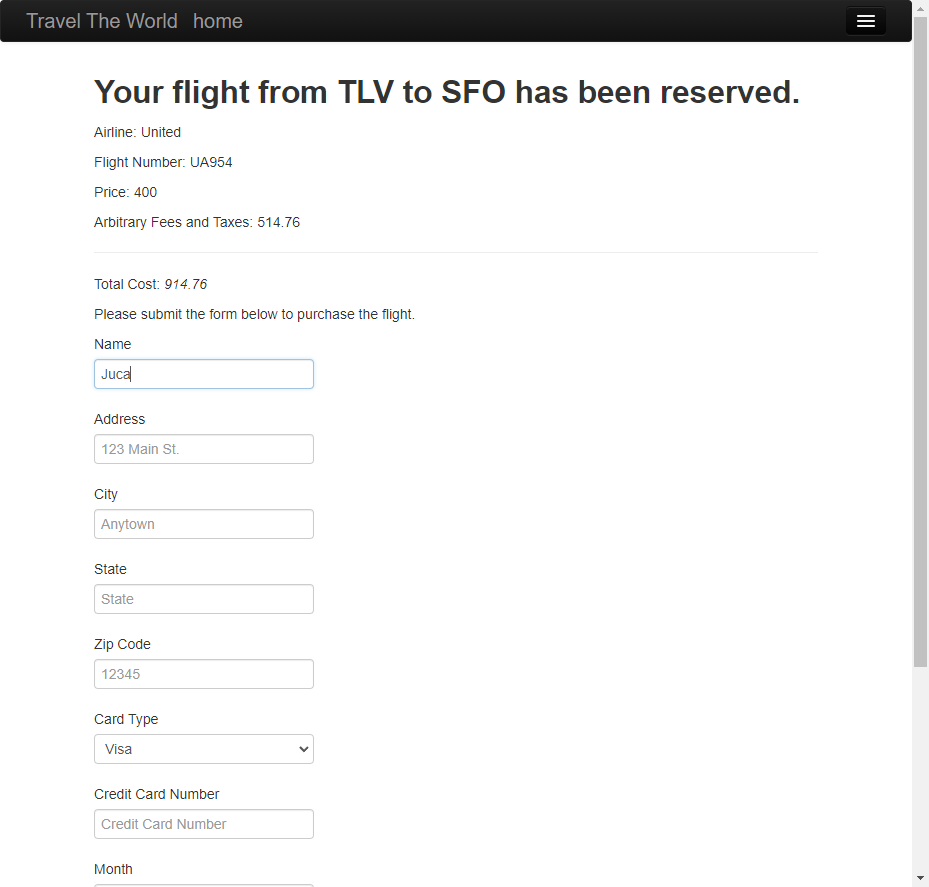 Travel The World home
Your flight from TLV to SFO has been reserved.
Airline: United
Flight Number: UA954
Price: 400
Arbitrary Fees and Taxes: 514.76
Total Cost: 914.76
Please submit the form below to purchase the flight.
Name
Juca
Address
123 Main St.
City
Anytown
State
State
Zip Code
12345
Card Type
Visa
Credit Card Number
Credit Card Number
Month